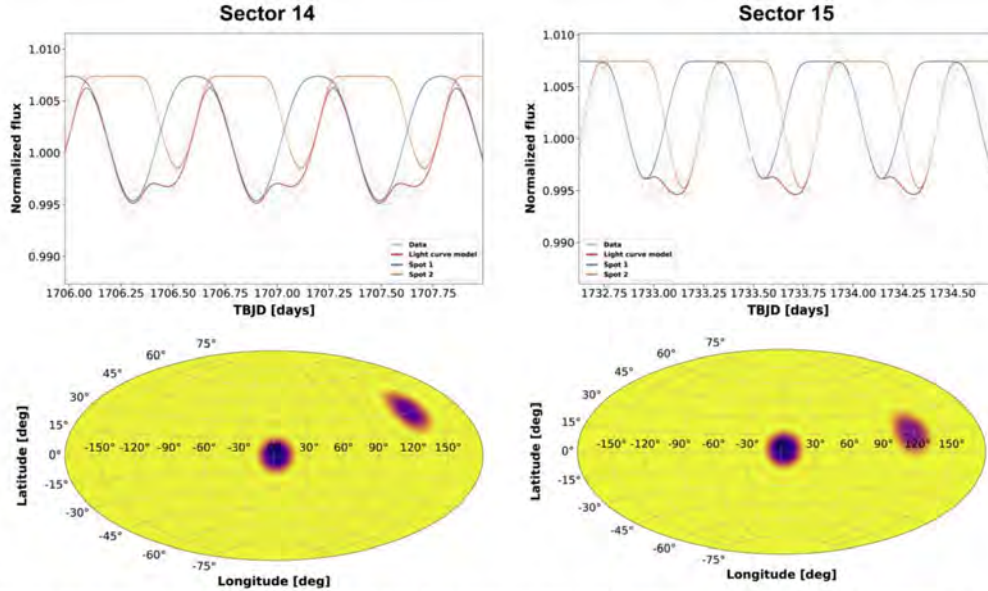 Sector 14
1.010
1.005
1.000
0.995
0.990
Normalized flux
Data
Light curve model
Spot 1
Spot 2
1706.00 1706.25 1706.50 1706.75 1707.00 1707.25 1707.50 1707.75
TBJD [days]
Sector 15
1.010
1.005
1.000
0.995
0.990
Normalized flux
Data
Light curve model
Spot 1
Spot 2
1732.75 1733.00 1733.25 1733.50 1733.75 1734.00 1734.25 1734.50
TBJD [days]
75°
60°
45°
30°
15°
0°
-15°
-30°
-45°
-60°
-75°
Latitude [deg]
-150° -120° -90° -60° -30° 0° 30° 60° 90° 120° 150°
Longitude [deg]
75°
60°
45°
30°
15°
0°
-15°
-30°
-45°
-60°
-75°
Latitude [deg]
-150° -120° -90° -60° -30° 0° 30° 60° 90° 120° 150°
Longitude [deg]